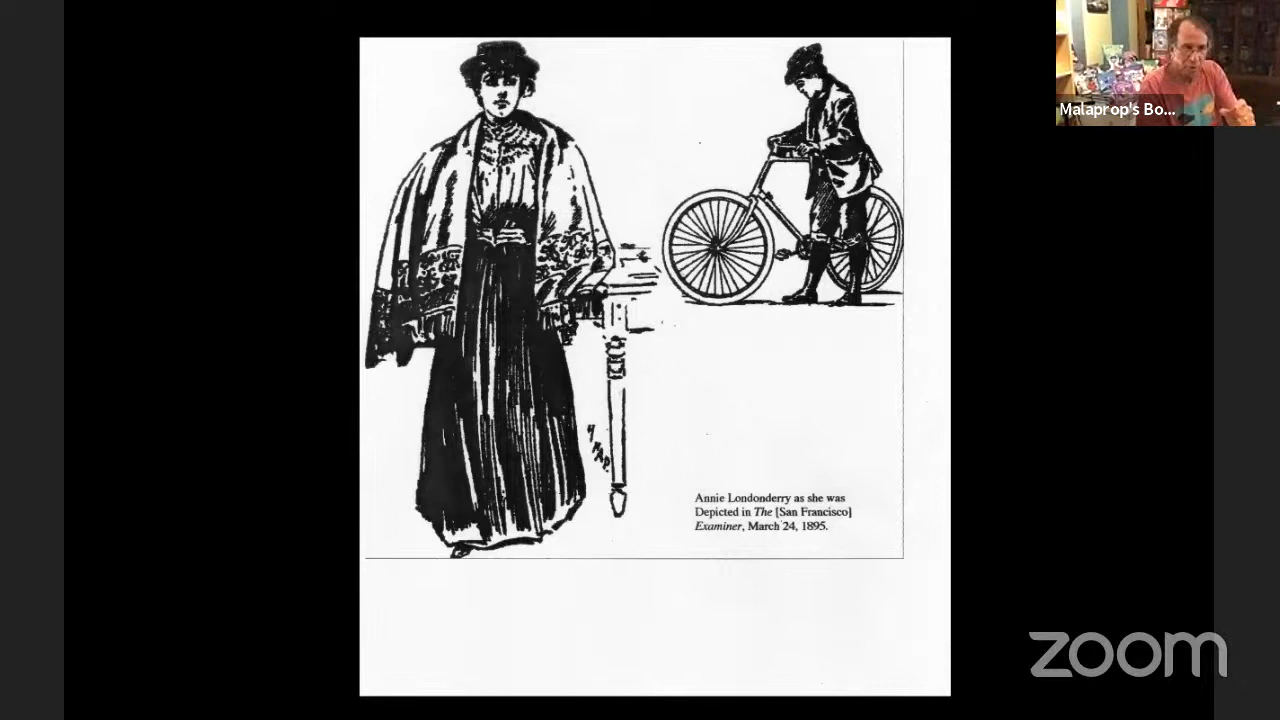 Malaprop's Bo...
Annie Londonderry as she was
Depicted in The [San Francisco]
Examiner, March 24, 1895.
zoom